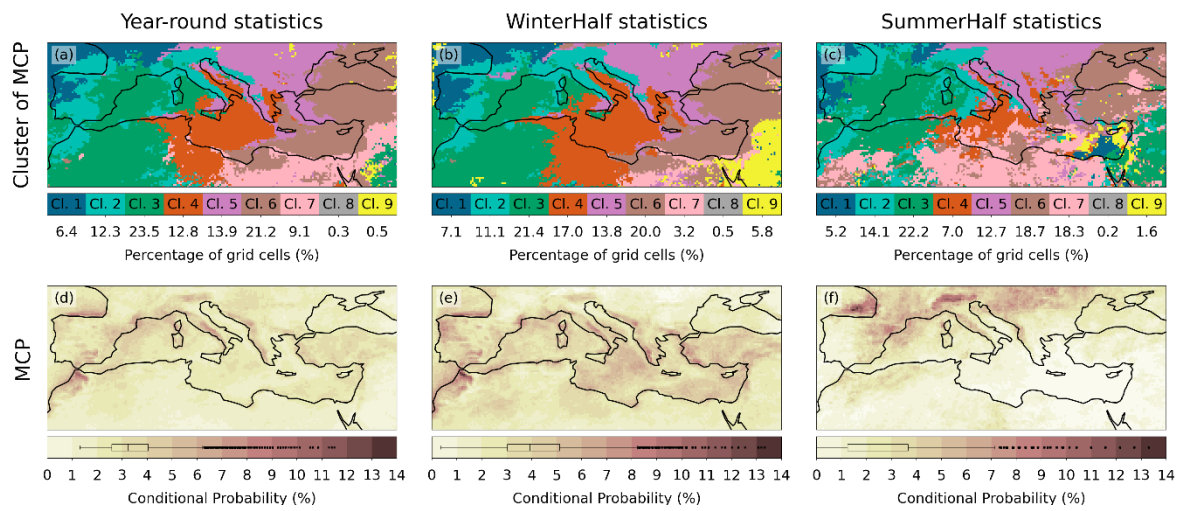 Year-round statistics WinterHalf statistics SummerHalf statistics
Cluster of MCP
(a) (b) (c)
Cl. 1 Cl. 2 Cl. 3 Cl. 4 Cl. 5 Cl. 6 Cl. 7 Cl. 8 Cl. 9 Cl. 1 Cl. 2 Cl. 3 Cl. 4 Cl. 5 Cl. 6 Cl. 7 Cl. 8 Cl. 9 Cl. 1 Cl. 2 Cl. 3 Cl. 4 Cl. 5 Cl. 6 Cl. 7 Cl. 8 Cl. 9
6.4 12.3 23.5 12.8 13.9 21.2 9.1 0.3 0.5 7.1 11.1 21.4 17.0 13.8 20.0 3.2 0.5 5.8 5.2 14.1 22.2 7.0 12.7 18.7 18.3 0.2 1.6
Percentage of grid cells (%) Percentage of grid cells (%) Percentage of grid cells (%)
MCP
(d) (e) (f)
0 1 2 3 4 5 6 7 8 9 10 11 12 13 14 0 1 2 3 4 5 6 7 8 9 10 11 12 13 14 0 1 2 3 4 5 6 7 8 9 10 11 12 13 14
Conditional Probability (%) Conditional Probability (%) Conditional Probability (%)